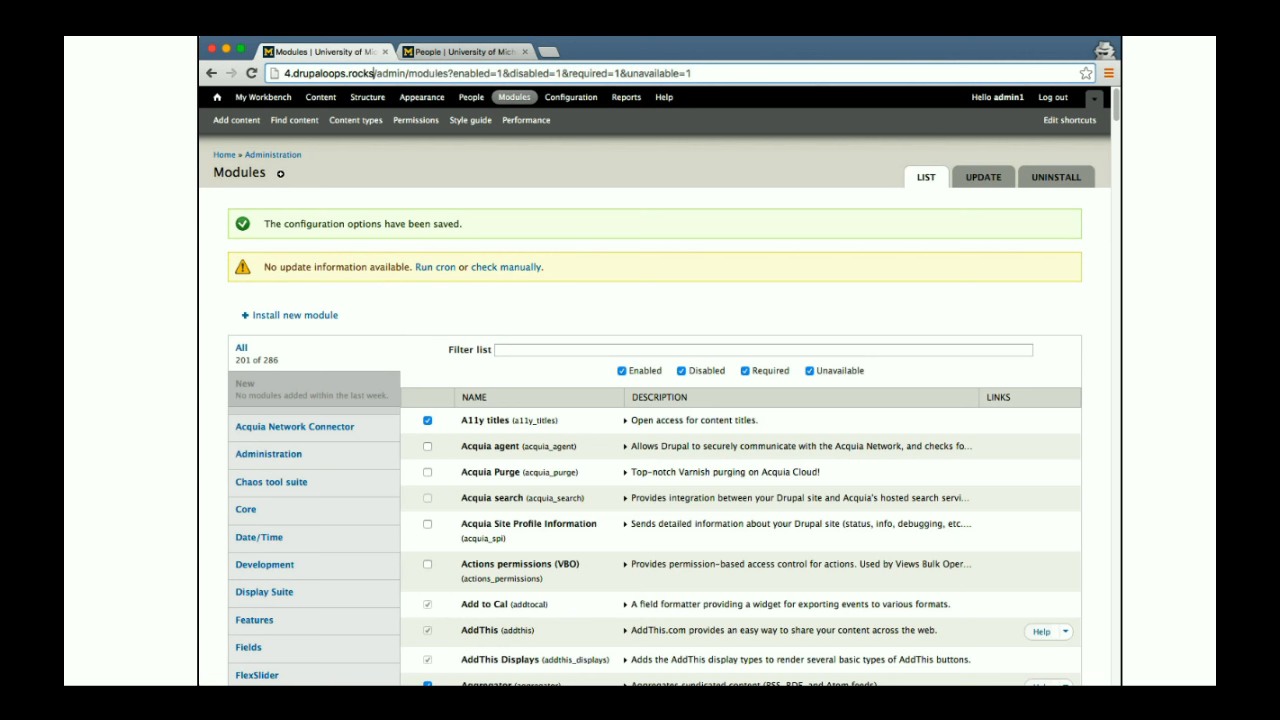 Modules | University of Mic
People | University of Mich
4.drupaloops.rocks/admin/modules?enabled=1&disabled=1&required=1&unavailable=1
My Workbench Content Structure Appearance People Modules Configuration Reports Help Hello admin1 Log out
Add content Find content Content types Permissions Style guide Performance Edit shortcuts
Home » Administration
Modules
LIST UPDATE UNINSTALL
The configuration options have been saved.
No update information available. Run cron or check manually.
Install new module
All
201 of 286
New
No modules added within the last week.
Acquia Network Connector
Administration
Chaos tool suite
Core
Date/Time
Development
Display Suite
Features
Fields
FlexSlider
Filter list
Enabled Disabled Required Unavailable
NAME DESCRIPTION LINKS
A11y titles (a11y_titles) Open access for content titles.
Acquia agent (acquia_agent) Allows Drupal to securely communicate with the Acquia Network, and checks fo...
Acquia Purge (acquia_purge) Top-notch Varnish purging on Acquia Cloud!
Acquia search (acquia_search) Provides integration between your Drupal site and Acquia's hosted search servi...
Acquia Site Profile Information Sends detailed information about your Drupal site (status, info, debugging, etc....
(acquia_spi)
Actions permissions (VBO) Provides permission-based access control for actions. Used by Views Bulk Oper...
(actions_permissions)
Add to Cal (addtocal) A field formatter providing a widget for exporting events to various formats.
AddThis (addthis) AddThis.com provides an easy way to share your content across the web. Help
AddThis Displays (addthis_displays) Adds the AddThis display types to render several basic types of AddThis buttons.
Aggregator (aggregator) Aggregates syndicated content (RSS, RDF, and Atom feeds).